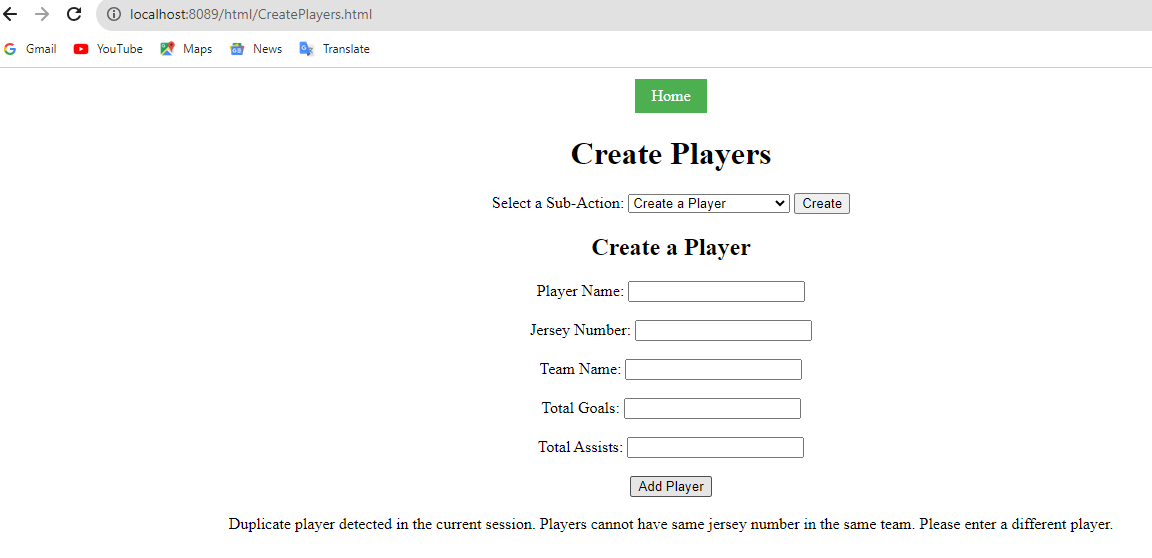 localhost:8089/html/CreatePlayers.html
Gmail YouTube Maps News Translate
Home
Create Players
Select a Sub-Action: Create a Player Create
Create a Player
Player Name:
Jersey Number:
Team Name:
Total Goals:
Total Assists:
Add Player
Duplicate player detected in the current session. Players cannot have same jersey number in the same team. Please enter a different player.